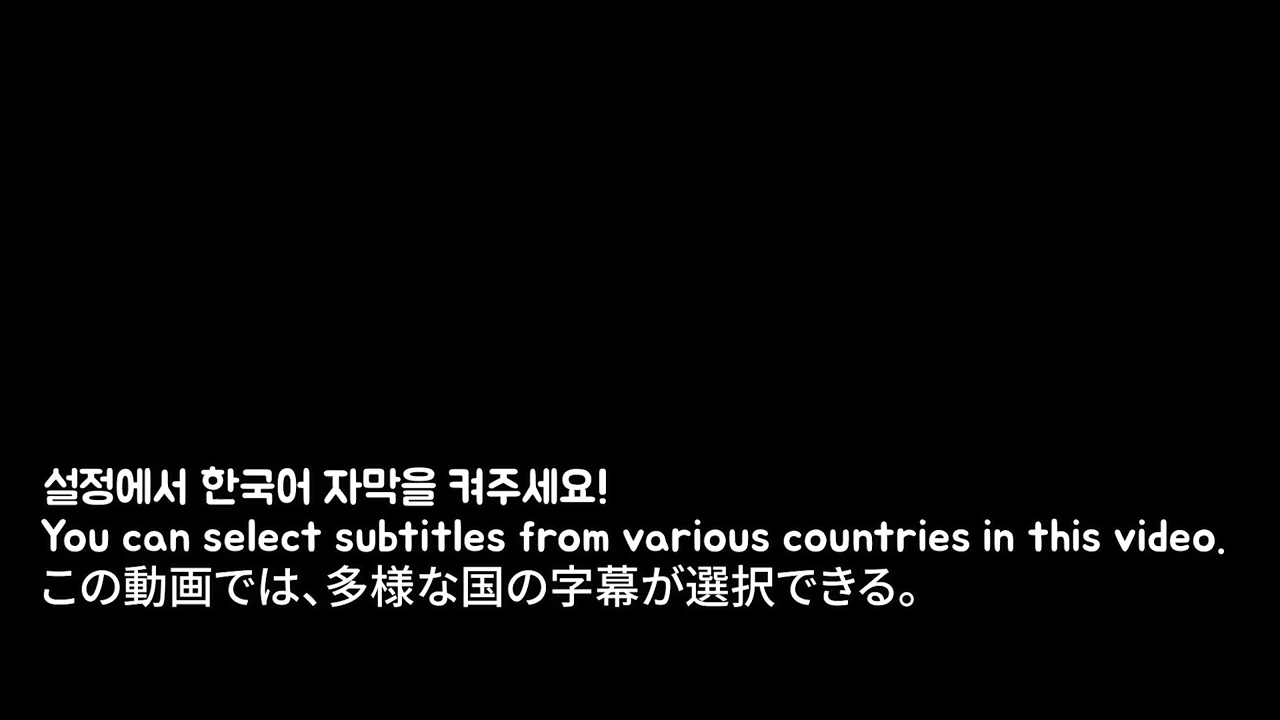 설정에서 한국어 자막을 켜주세요!
You can select subtitles from various countries in this video.
この動画では、多様な国の字幕が選択できる。